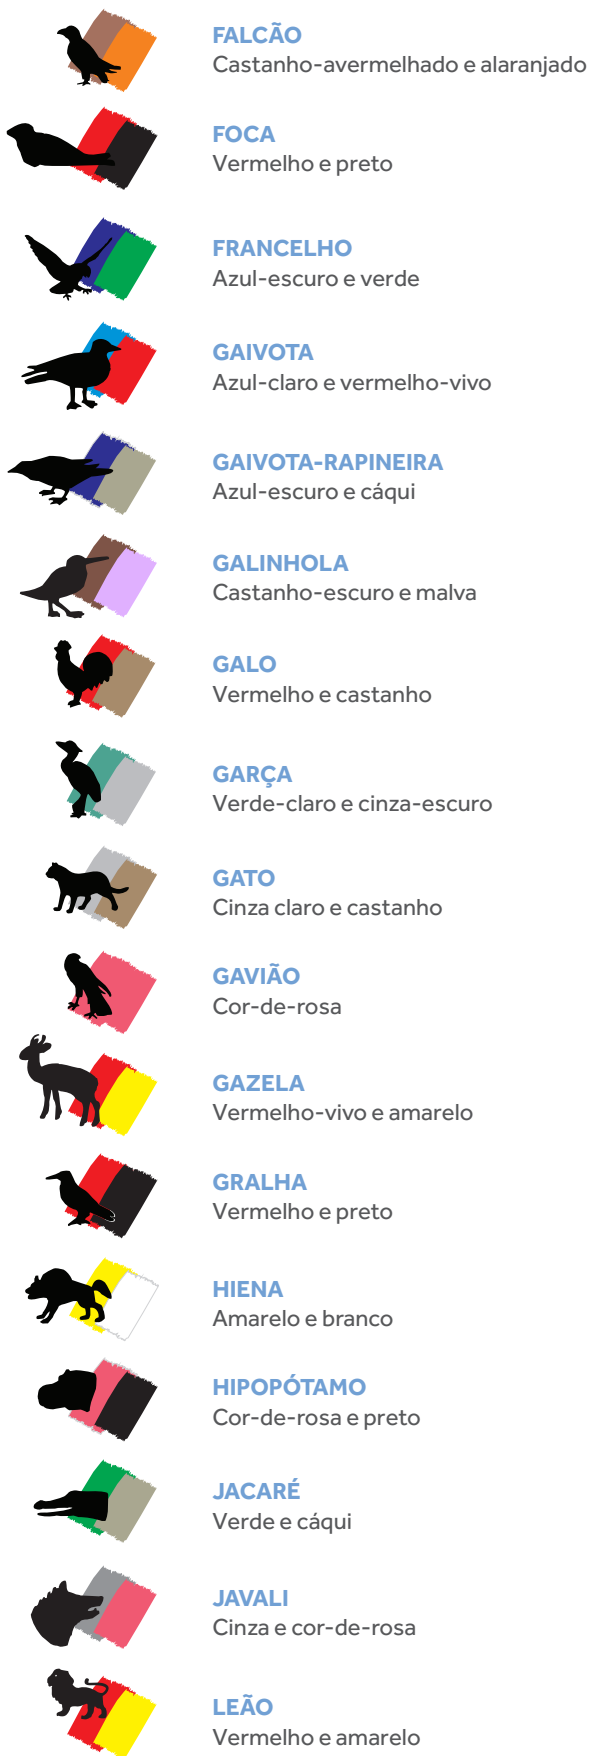 FALCÃO
Castanho-avermelhado e alaranjado
FOCA
Vermelho e preto
FRANCELHO
Azul-escuro e verde
GAIVOTA
Azul-claro e vermelho-vivo
GAIVOTA-RAPINEIRA
Azul-escuro e cáqui
GALINHOLA
Castanho-escuro e malva
GALO
Vermelho e castanho
GARÇA
Verde-claro e cinza-escuro
GATO
Cinza claro e castanho
GAVIÃO
Cor-de-rosa
GAZELA
Vermelho-vivo e amarelo
GRALHA
Vermelho e preto
HIENA
Amarelo e branco
HIPOPÓTAMO
Cor-de-rosa e preto
JACARÉ
Verde e cáqui
JAVALI
Cinza e cor-de-rosa
LEÃO
Vermelho e amarelo